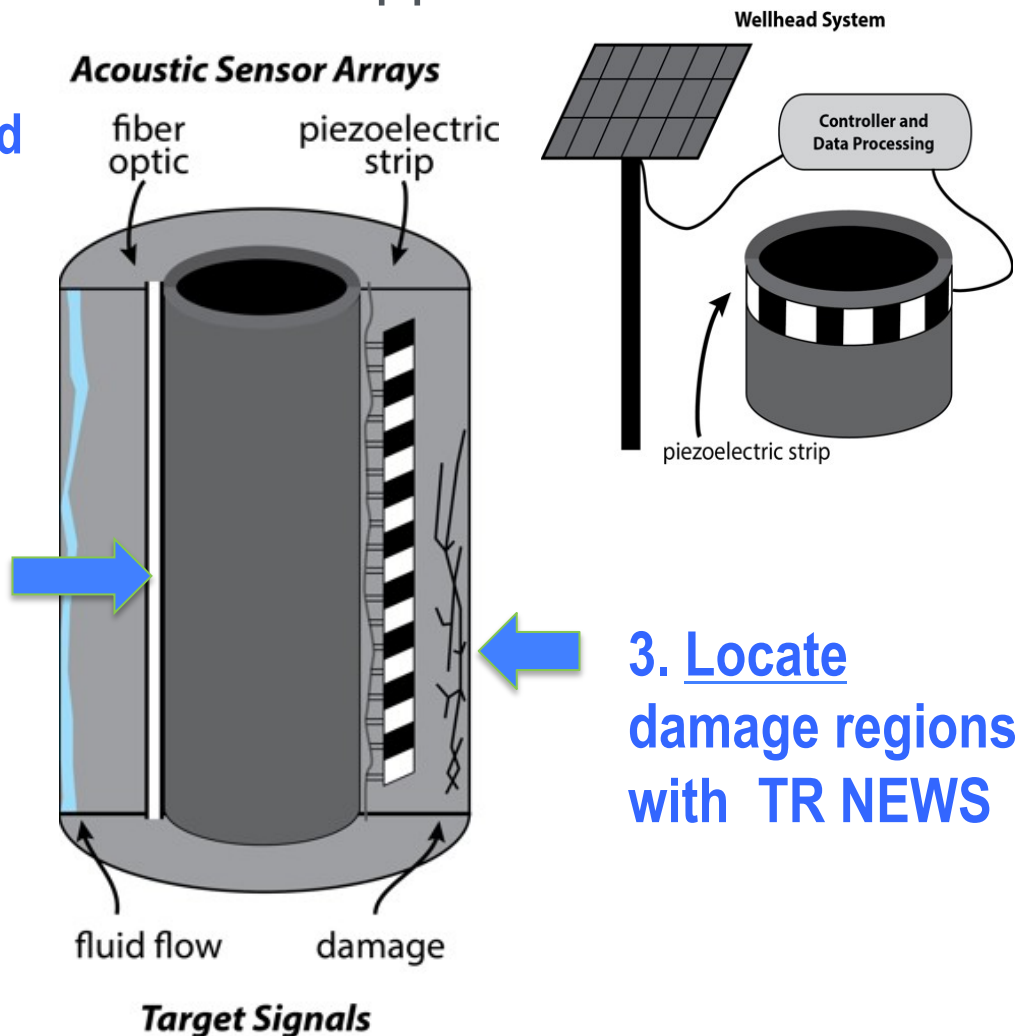 Wellhead System
Acoustic Sensor Arrays
fiber
optic
piezoelectric
strip
Controller and
Data Processing
piezoelectric strip
3. Locate
damage regions
with TR NEWS
fluid flow
damage
Target Signals